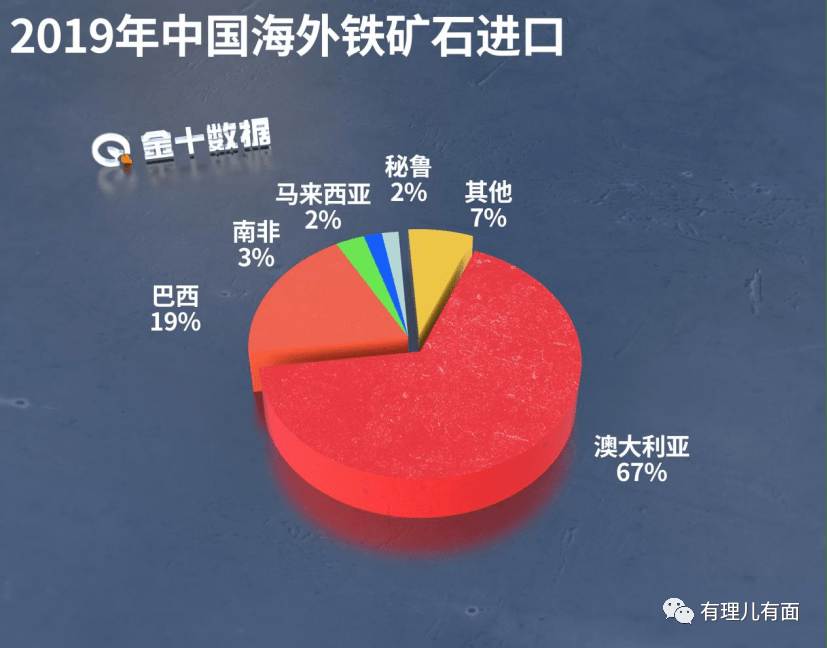 2019年中国海外铁矿石进口
金十数据
秘鲁
2%
其他
7%
马来西亚
2%
南非
3%
巴西
19%
澳大利亚
67%
有理儿有面